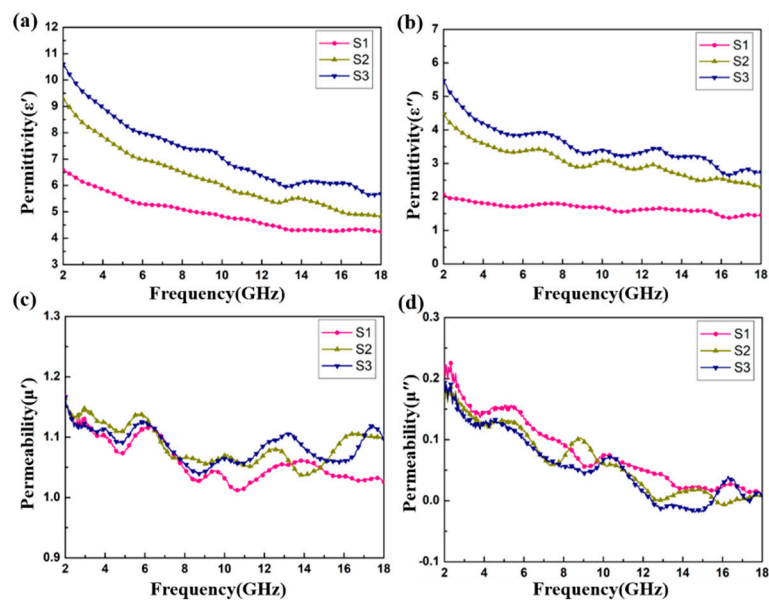 (a)
12
11
10
9
8
7
6
5
4
3
Permittivity(ε′)
S1
S2
S3
2 4 6 8 10 12 14 16 18
Frequency(GHz)
(b)
7
6
5
4
3
2
1
0
Permittivity(ε″)
S1
S2
S3
2 4 6 8 10 12 14 16 18
Frequency(GHz)
(c)
1.3
1.2
1.1
1.0
0.9
Permeability(μ′)
S1
S2
S3
2 4 6 8 10 12 14 16 18
Frequency(GHz)
(d)
0.3
0.2
0.1
0.0
-0.1
Permeability(μ″)
S1
S2
S3
2 4 6 8 10 12 14 16 18
Frequency(GHz)